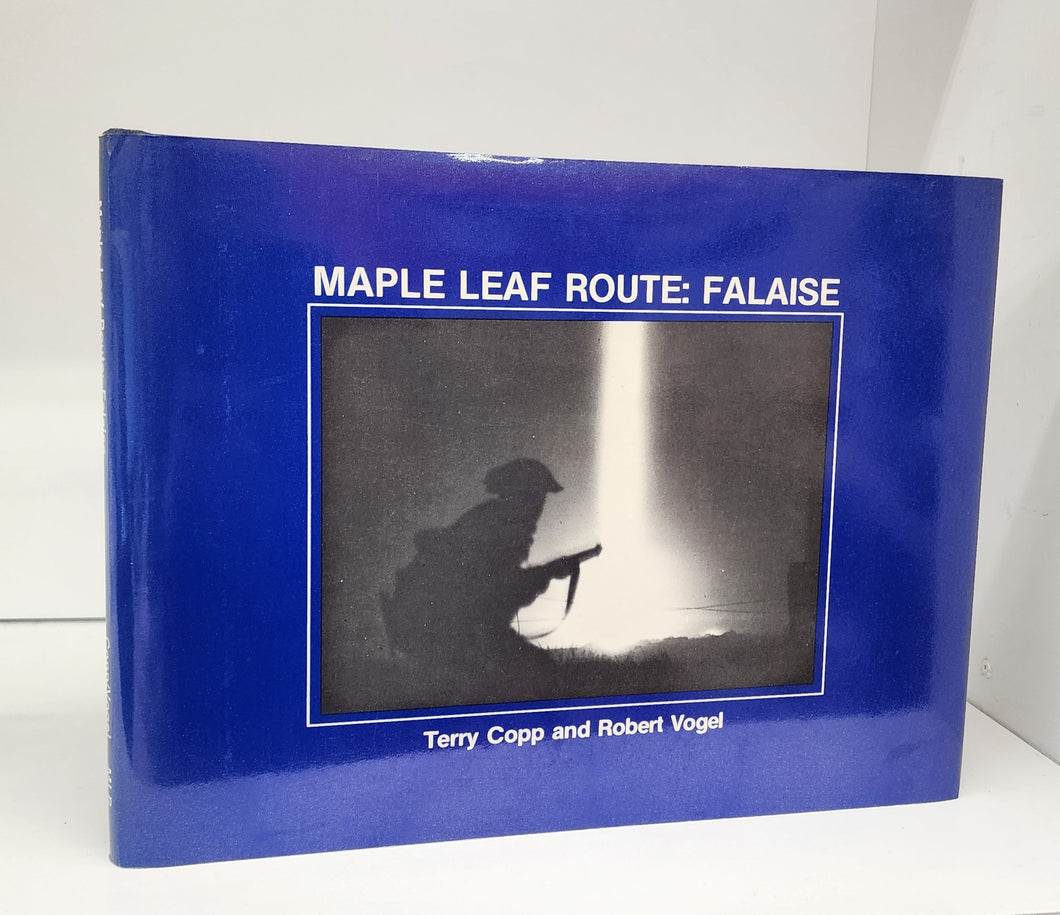 MAPLE LEAF ROUTE: FALAISE
Terry Copp and Robert Vogel